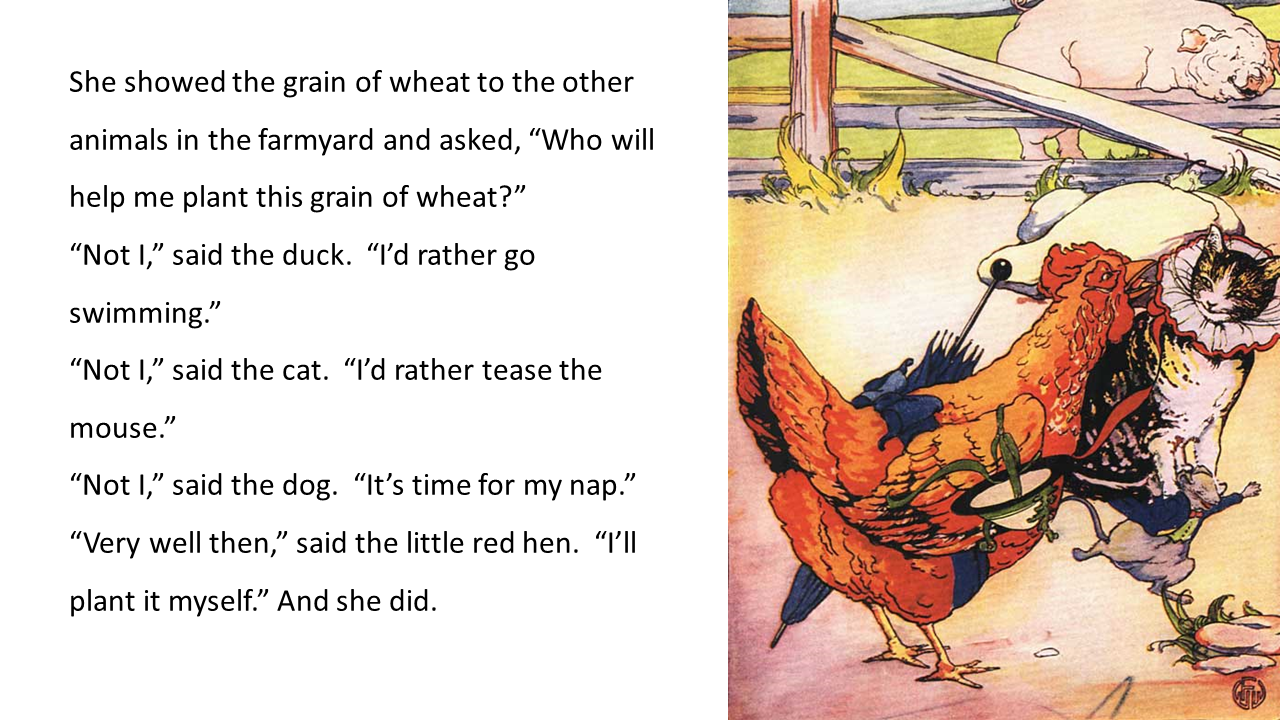 She showed the grain of wheat to the other
animals in the farmyard and asked, “Who will
help me plant this grain of wheat?”
“Not I,” said the duck.  “I’d rather go
swimming.”
“Not I,” said the cat.  “I’d rather tease the
mouse.”
“Not I,” said the dog.  “It’s time for my nap.”
“Very well then,” said the little red hen.  “I’ll
plant it myself.” And she did.